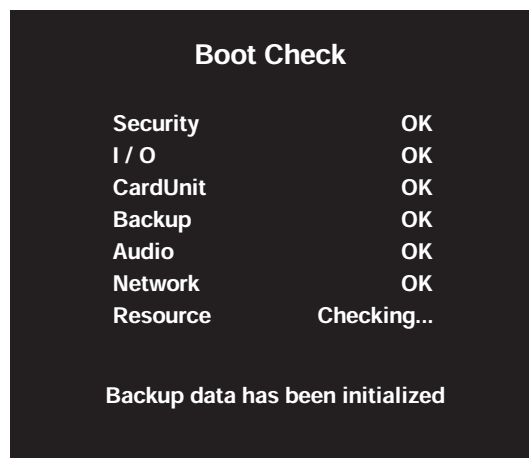 Boot Check
Security OK
I / O OK
CardUnit OK
Backup OK
Audio OK
Network OK
Resource Checking...
Backup data has been initialized